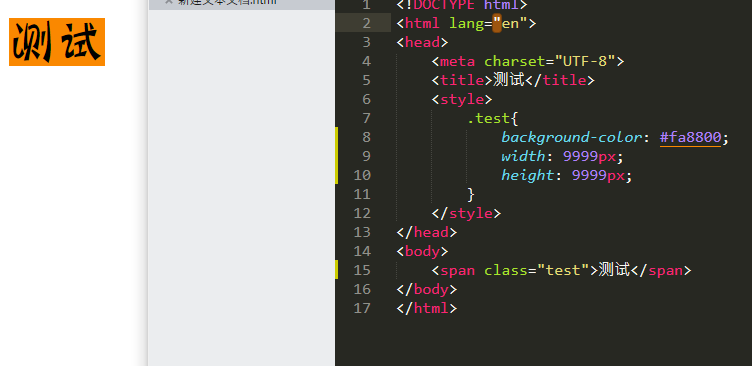 测试
新建文本文档.html
1 <!DOCTYPE html>
2 <html lang="en">
3 <head>
4 <meta charset="UTF-8">
5 <title>测试</title>
6 <style>
7 .test{
8 background-color: #fa8800;
9 width: 9999px;
10 height: 9999px;
11 }
12 </style>
13 </head>
14 <body>
15 <span class="test">测试</span>
16 </body>
17 </html>